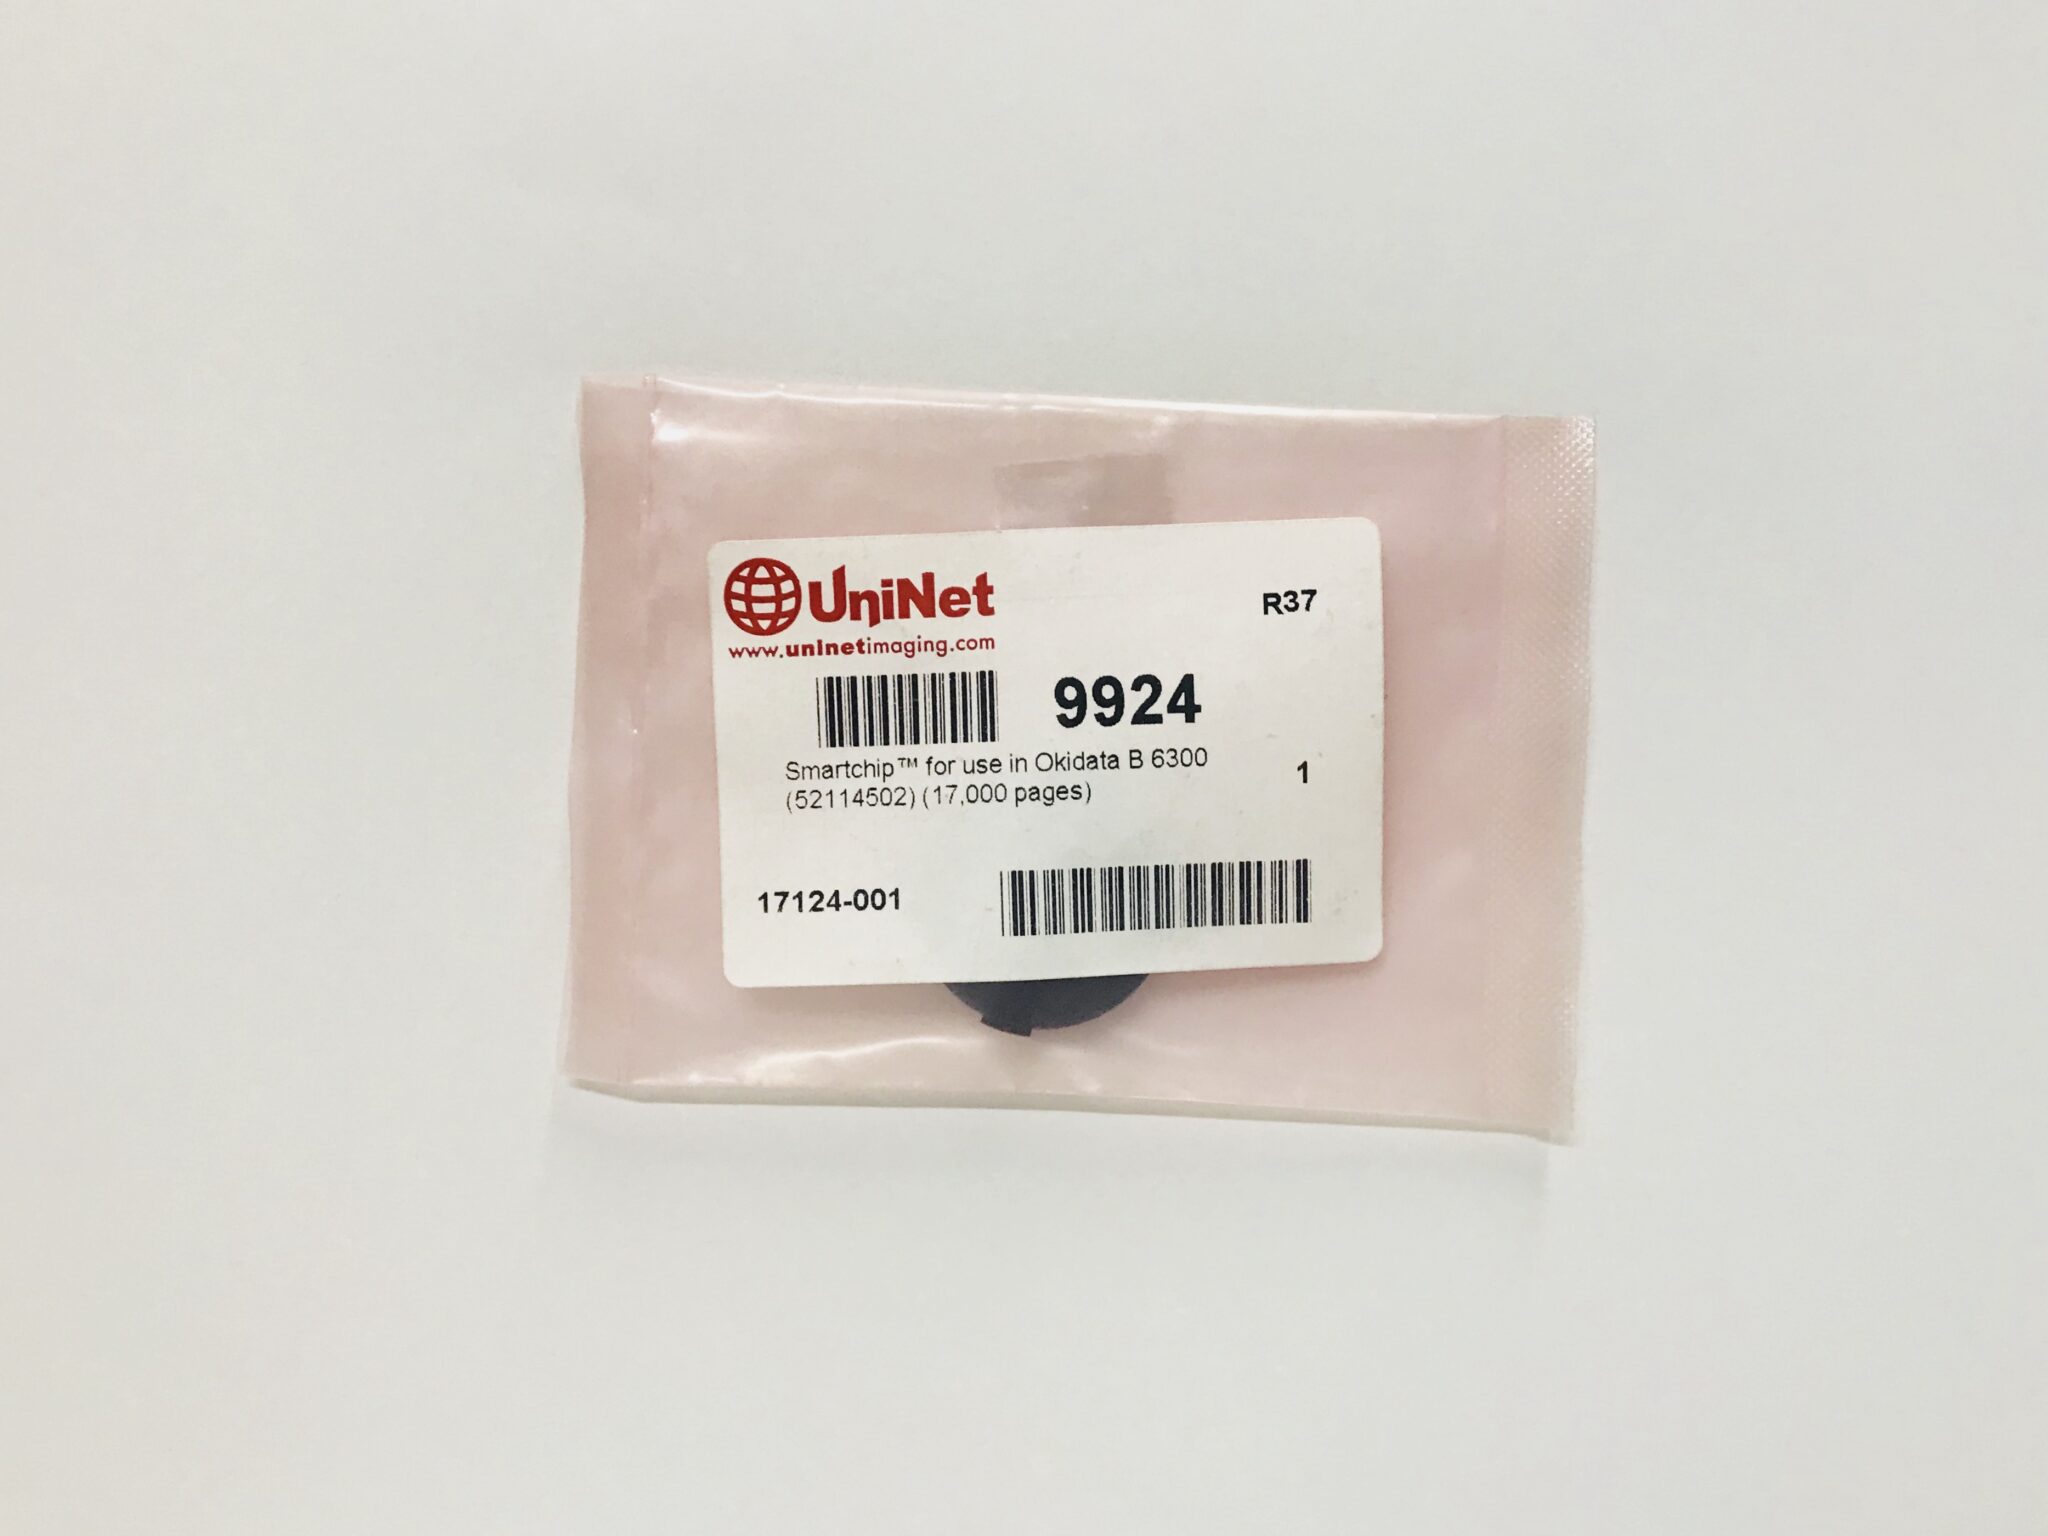 UniNet
www.uninetimaging.com
R37
9924
Smartchip™ for use in Okidata B 6300
(52114502) (17,000 pages)
1
17124-001